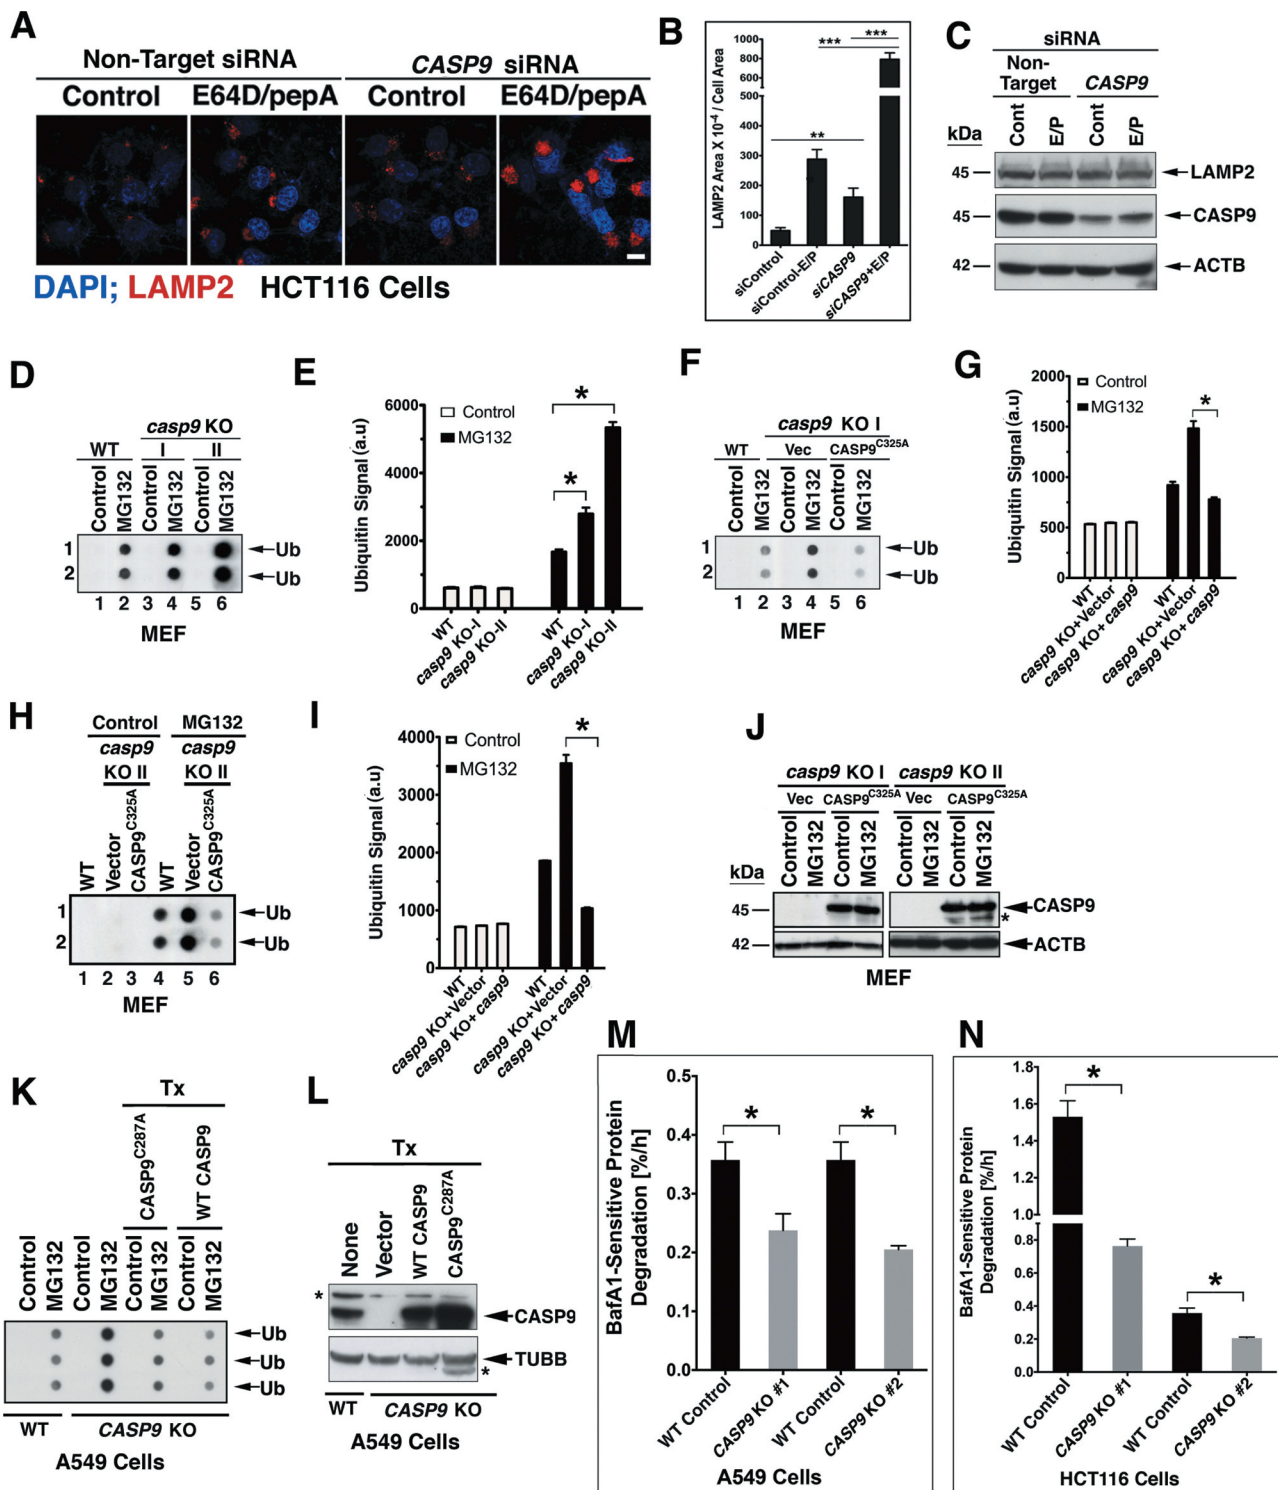 A
Non-Target siRNA CASP9 siRNA
Control E64D/pepA Control E64D/pepA
DAPI; LAMP2 HCT116 Cells
B
LAMP2 Area X 10-4 / Cell Area
1000
800
600
500
400
300
200
100
0
** *** ***
siControl siControl-E/P siCASP9 siCASP9+E/P
C
siRNA
Non-Target CASP9
kDa Cont E/P Cont E/P
45 LAMP2
45 CASP9
42 ACTB
D
casp9 KO
WT I II
Control MG132 Control MG132 Control MG132
1 Ub
2 Ub
1 2 3 4 5 6
MEF
E
Ubiquitin Signal (a.u)
6000
4000
2000
0
Control
MG132
* *
WT casp9 KO-I casp9 KO-II WT casp9 KO-I casp9 KO-II
F
casp9 KO I
WT Vec CASP9C325A
Control MG132 Control MG132 Control MG132
1 Ub
2 Ub
1 2 3 4 5 6
MEF
G
Ubiquitin Signal (a.u)
2000
1500
1000
500
0
Control
MG132
*
WT casp9 KO+Vector casp9 KO+casp9 WT casp9 KO+Vector casp9 KO+casp9
H
Control MG132
casp9 KO II casp9 KO II
WT Vector CASP9C325A WT Vector CASP9C325A
1 Ub
2 Ub
1 2 3 4 5 6
MEF
I
Ubiquitin Signal (a.u)
4000
3000
2000
1000
0
Control
MG132
*
WT casp9 KO+Vector casp9 KO+casp9 WT casp9 KO+Vector casp9 KO+casp9
J
casp9 KO I casp9 KO II
Vec CASP9C325A Vec CASP9C325A
kDa Control MG132 Control MG132 Control MG132 Control MG132
45 CASP9
*
42 ACTB
MEF
K
Tx
CASP9C287A WT CASP9
Control MG132 Control MG132 Control MG132 Control MG132
Ub
Ub
Ub
WT CASP9 KO
A549 Cells
L
Tx
None Vector WT CASP9 CASP9C287A
*
CASP9
TUBB
*
WT CASP9 KO
A549 Cells
M
BafA1-Sensitive Protein
Degradation [%/h]
0.5
0.4
0.3
0.2
0.1
0.0
* *
WT Control CASP9 KO #1 WT Control CASP9 KO #2
A549 Cells
N
BafA1-Sensitive Protein
Degradation [%/h]
1.8
1.6
1.4
1.2
1.0
0.8
0.6
0.4
0.2
0.0
* *
WT Control CASP9 KO #1 WT Control CASP9 KO #2
HCT116 Cells